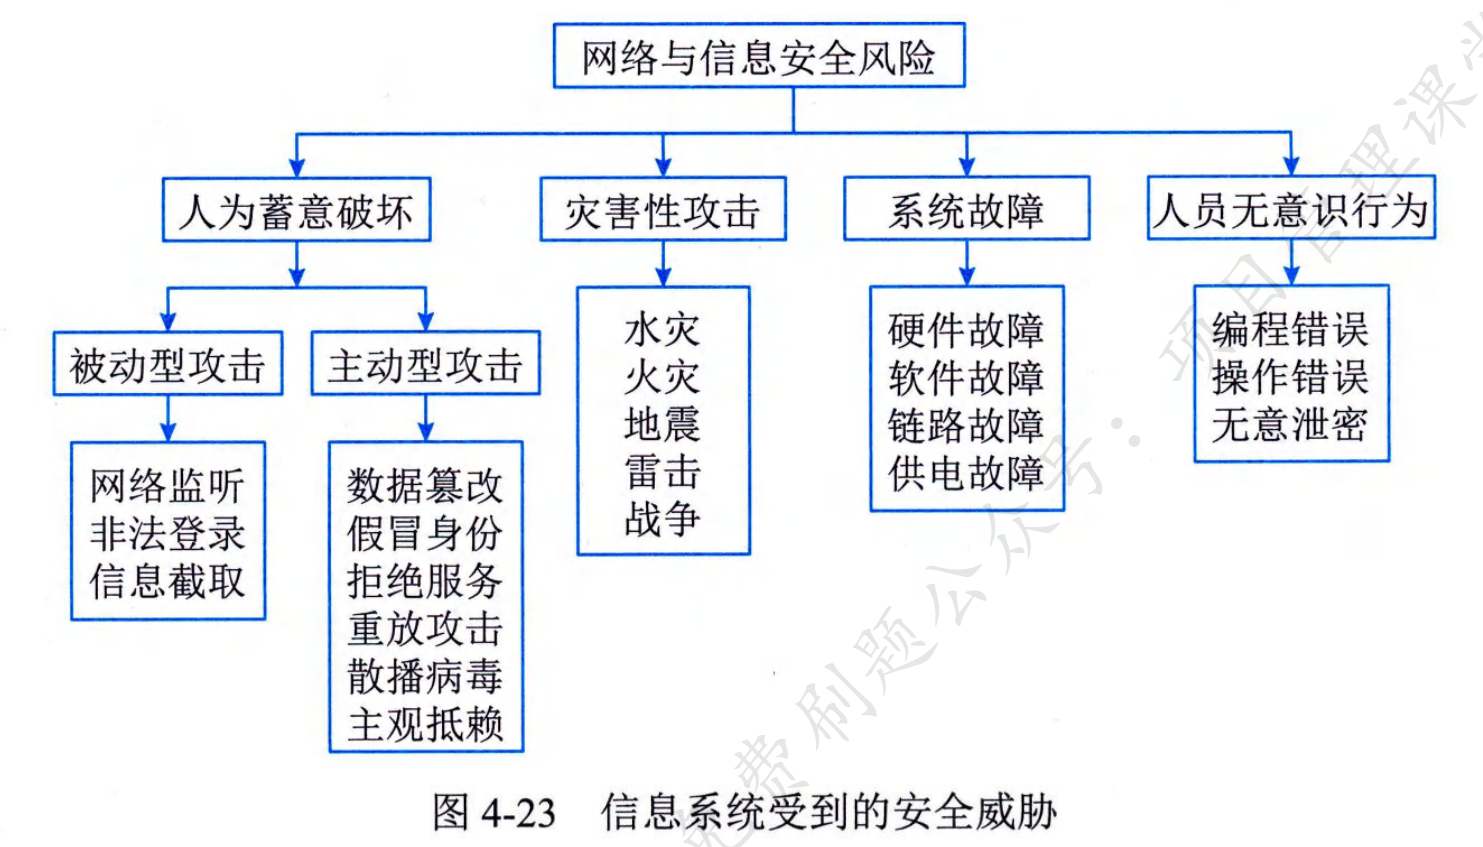 网络与信息安全风险
人为蓄意破坏
灾害性攻击
系统故障
人员无意识行为
被动型攻击
主动型攻击
网络监听
非法登录
信息截取
数据篡改
假冒身份
拒绝服务
重放攻击
散播病毒
主观抵赖
水灾
火灾
地震
雷击
战争
硬件故障
软件故障
链路故障
供电故障
编程错误
操作错误
无意泄密
图 4-23 信息系统受到的安全威胁
费刷题公众号：项目管理课